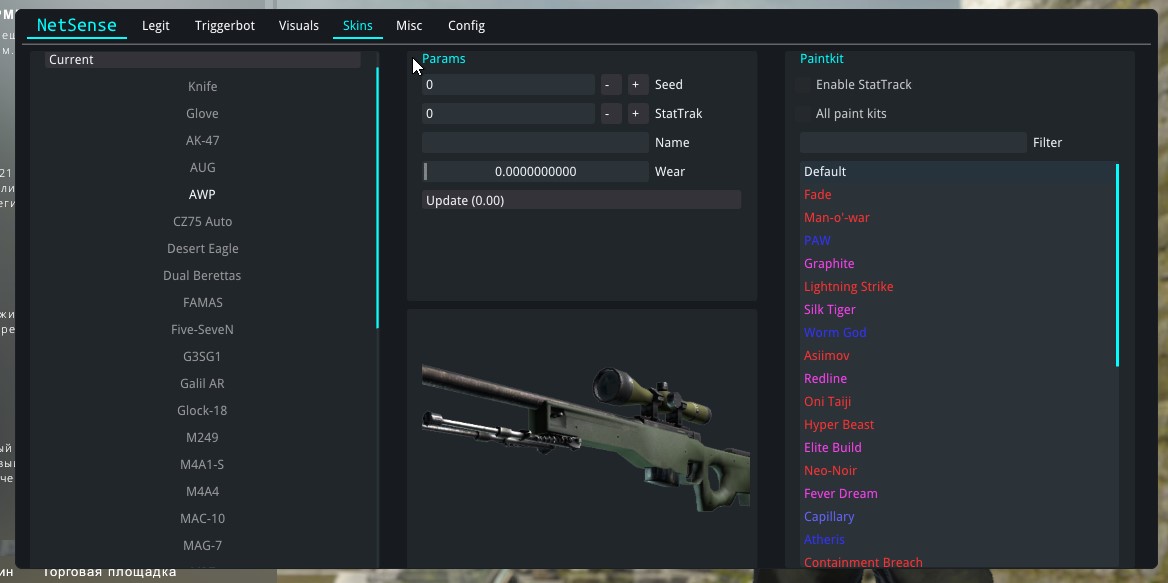 NetSense Legit Triggerbot Visuals Skins Misc Config
Current
Knife
Glove
AK-47
AUG
AWP
CZ75 Auto
Desert Eagle
Dual Berettas
FAMAS
Five-SeveN
G3SG1
Galil AR
Glock-18
M249
M4A1-S
M4A4
MAC-10
MAG-7
Params
0 - + Seed
0 - + StatTrak
Name
0.0000000000 Wear
Update (0.00)
Paintkit
Enable StatTrack
All paint kits
Filter
Default
Fade
Man-o'-war
PAW
Graphite
Lightning Strike
Silk Tiger
Worm God
Asiimov
Redline
Oni Taiji
Hyper Beast
Elite Build
Neo-Noir
Fever Dream
Capillary
Atheris
Containment Breach
Торговая площадка